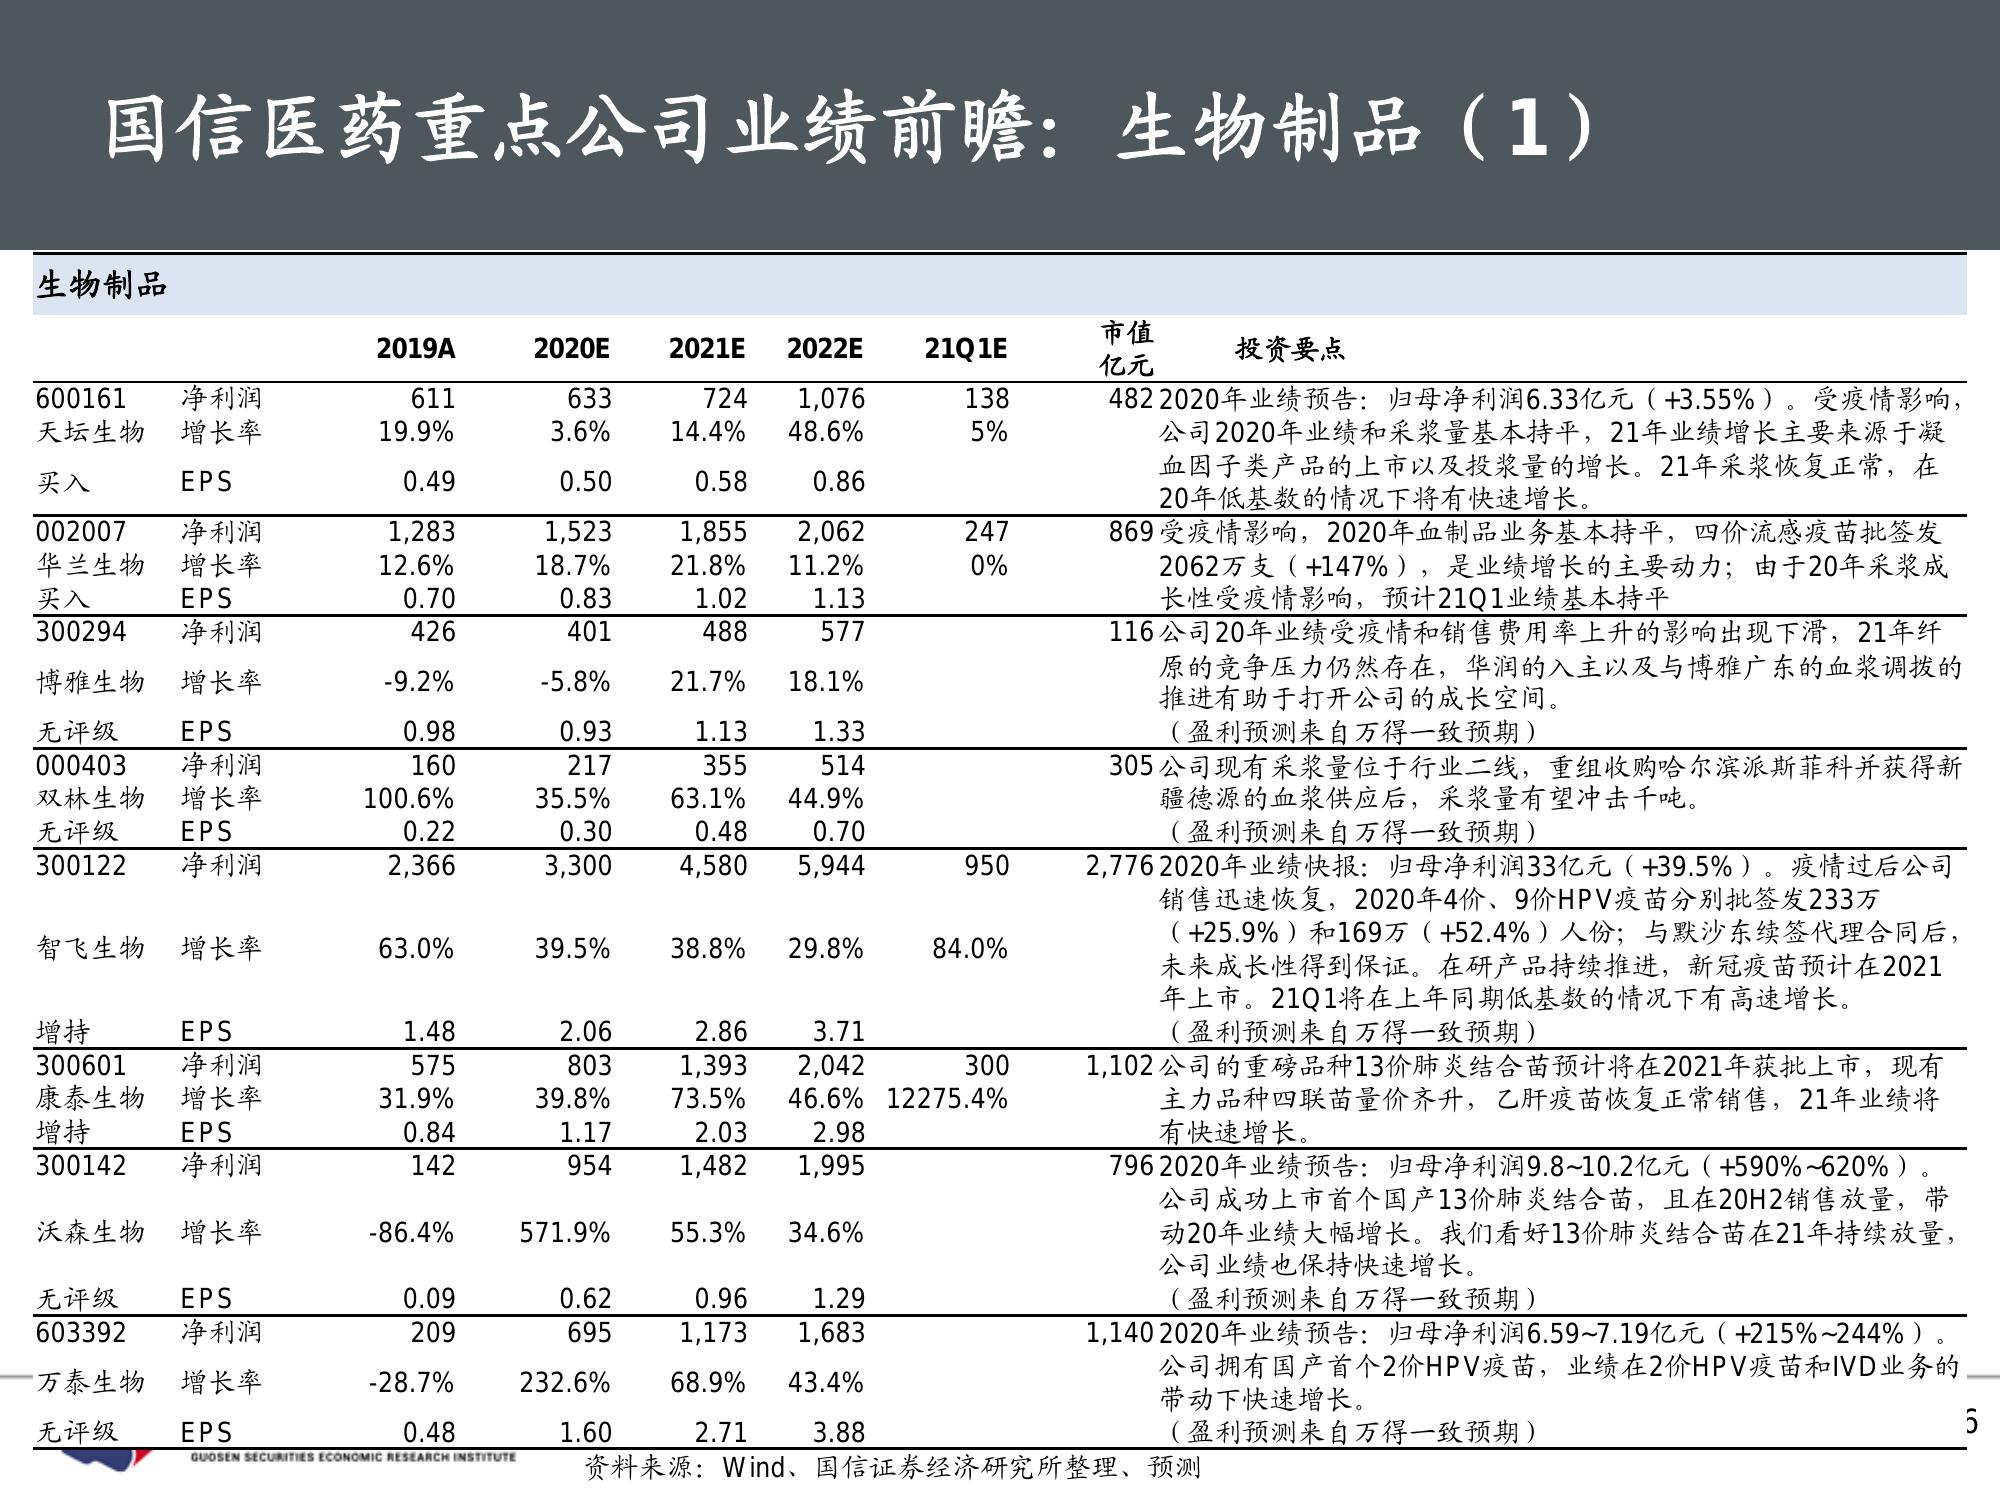 国信医药重点公司业绩前瞻：生物制品（1）
生物制品
2019A 2020E 2021E 2022E 21Q1E 市值 亿元 投资要点
600161 净利润 611 633 724 1,076 138 482 2020年业绩预告：归母净利润6.33亿元（+3.55%）。受疫情影响，
天坛生物 增长率 19.9% 3.6% 14.4% 48.6% 5% 公司2020年业绩和采浆量基本持平，21年业绩增长主要来源于凝
血因子类产品的上市以及投浆量的增长。21年采浆恢复正常，在
买入 EPS 0.49 0.50 0.58 0.86
20年低基数的情况下将有快速增长。
002007 净利润 1,283 1,523 1,855 2,062 247 869 受疫情影响，2020年血制品业务基本持平，四价流感疫苗批签发
华兰生物 增长率 12.6% 18.7% 21.8% 11.2% 0% 2062万支（+147%），是业绩增长的主要动力；由于20年采浆成
买入 EPS 0.70 0.83 1.02 1.13 长性受疫情影响，预计21Q1业绩基本持平
300294 净利润 426 401 488 577 116 公司20年业绩受疫情和销售费用率上升的影响出现下滑，21年纤
博雅生物 增长率 -9.2% -5.8% 21.7% 18.1% 原的竞争压力仍然存在，华润的入主以及与博雅广东的血浆调拨的
推进有助于打开公司的成长空间。
无评级 EPS 0.98 0.93 1.13 1.33 （盈利预测来自万得一致预期）
000403 净利润 160 217 355 514 305 公司现有采浆量位于行业二线，重组收购哈尔滨派斯菲科并获得新
双林生物 增长率 100.6% 35.5% 63.1% 44.9% 疆德源的血浆供应后，采浆量有望冲击千吨。
无评级 EPS 0.22 0.30 0.48 0.70 （盈利预测来自万得一致预期）
300122 净利润 2,366 3,300 4,580 5,944 950 2,776 2020年业绩快报：归母净利润33亿元（+39.5%）。疫情过后公司
销售迅速恢复，2020年4价、9价HPV疫苗分别批签发233万
智飞生物 增长率 63.0% 39.5% 38.8% 29.8% 84.0% （+25.9%）和169万（+52.4%）人份；与默沙东续签代理合同后，
未来成长性得到保证。在研产品持续推进，新冠疫苗预计在2021
年上市。21Q1将在上年同期低基数的情况下有高速增长。
增持 EPS 1.48 2.06 2.86 3.71 （盈利预测来自万得一致预期）
300601 净利润 575 803 1,393 2,042 300 1,102 公司的重磅品种13价肺炎结合苗预计将在2021年获批上市，现有
康泰生物 增长率 31.9% 39.8% 73.5% 46.6% 12275.4% 主力品种四联苗量价齐升，乙肝疫苗恢复正常销售，21年业绩将
增持 EPS 0.84 1.17 2.03 2.98 有快速增长。
300142 净利润 142 954 1,482 1,995 796 2020年业绩预告：归母净利润9.8~10.2亿元（+590%~620%）。
公司成功上市首个国产13价肺炎结合苗，且在20H2销售放量，带
沃森生物 增长率 -86.4% 571.9% 55.3% 34.6% 动20年业绩大幅增长。我们看好13价肺炎结合苗在21年持续放量，
公司业绩也保持快速增长。
无评级 EPS 0.09 0.62 0.96 1.29 （盈利预测来自万得一致预期）
603392 净利润 209 695 1,173 1,683 1,140 2020年业绩预告：归母净利润6.59~7.19亿元（+215%~244%）。
万泰生物 增长率 -28.7% 232.6% 68.9% 43.4% 公司拥有国产首个2价HPV疫苗，业绩在2价HPV疫苗和IVD业务的
带动下快速增长。
无评级 EPS 0.48 1.60 2.71 3.88 （盈利预测来自万得一致预期）
GUOSEN SECURITIES ECONOMIC RESEARCH INSTITUTE
资料来源：Wind、国信证券经济研究所整理、预测